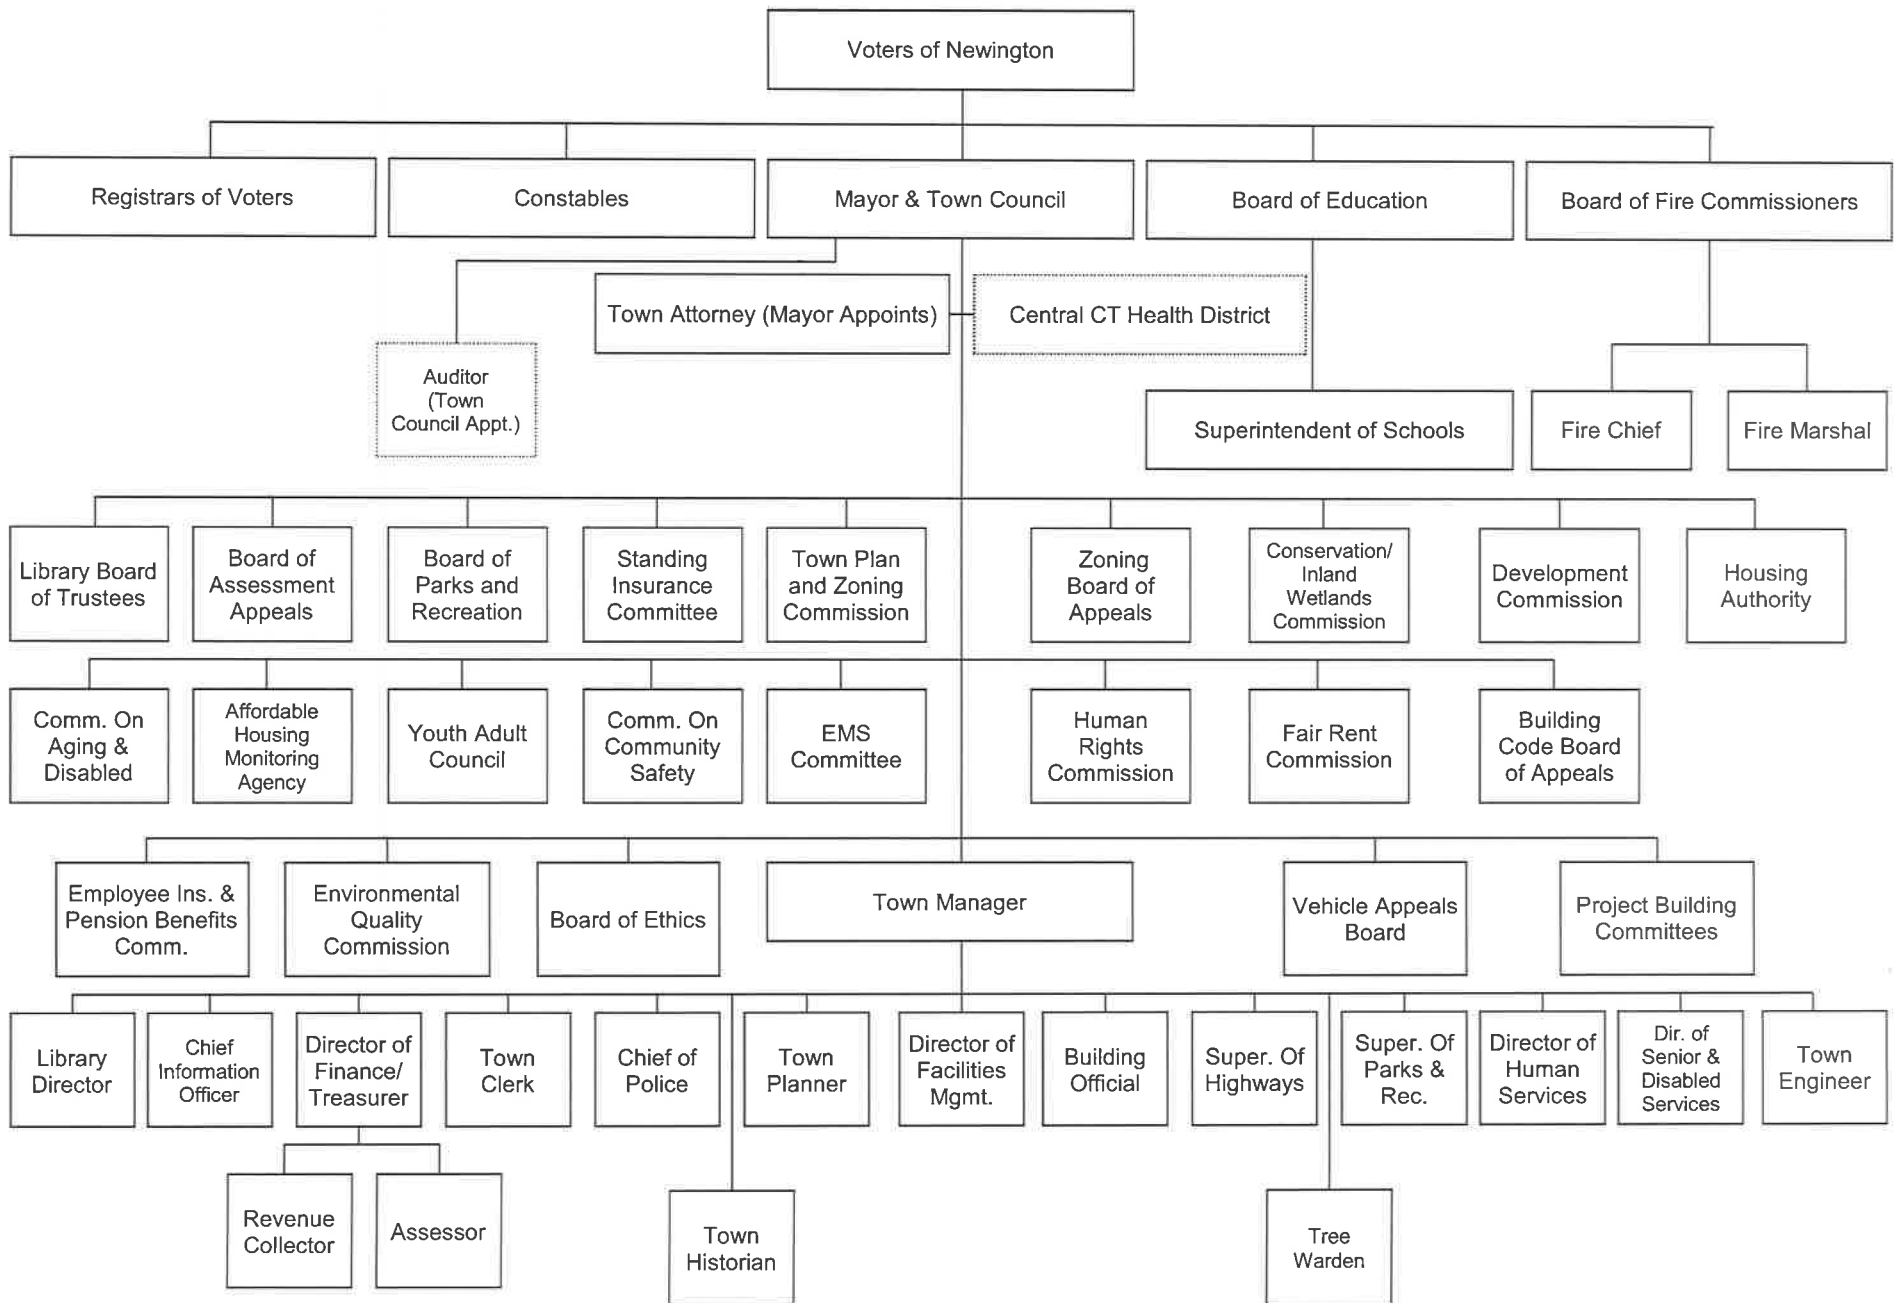 Voters of Newington
Registrars of Voters
Constables
Mayor & Town Council
Board of Education
Board of Fire Commissioners
Town Attorney (Mayor Appoints)
Central CT Health District
Auditor
(Town
Council Appt.)
Superintendent of Schools
Fire Chief
Fire Marshal
Library Board
of Trustees
Board of
Assessment
Appeals
Board of
Parks and
Recreation
Standing
Insurance
Committee
Town Plan
and Zoning
Commission
Zoning
Board of
Appeals
Conservation/
Inland
Wetlands
Commission
Development
Commission
Housing
Authority
Comm. On
Aging &
Disabled
Affordable
Housing
Monitoring
Agency
Youth Adult
Council
Comm. On
Community
Safety
EMS
Committee
Human
Rights
Commission
Fair Rent
Commission
Building
Code Board
of Appeals
Employee Ins. &
Pension Benefits
Comm.
Environmental
Quality
Commission
Board of Ethics
Town Manager
Vehicle Appeals
Board
Project Building
Committees
Library
Director
Chief
Information
Officer
Director of
Finance/
Treasurer
Town
Clerk
Chief of
Police
Town
Planner
Director of
Facilities
Mgmt.
Building
Official
Super. Of
Highways
Super. Of
Parks &
Rec.
Director of
Human
Services
Dir. of
Senior &
Disabled
Services
Town
Engineer
Revenue
Collector
Assessor
Town
Historian
Tree
Warden